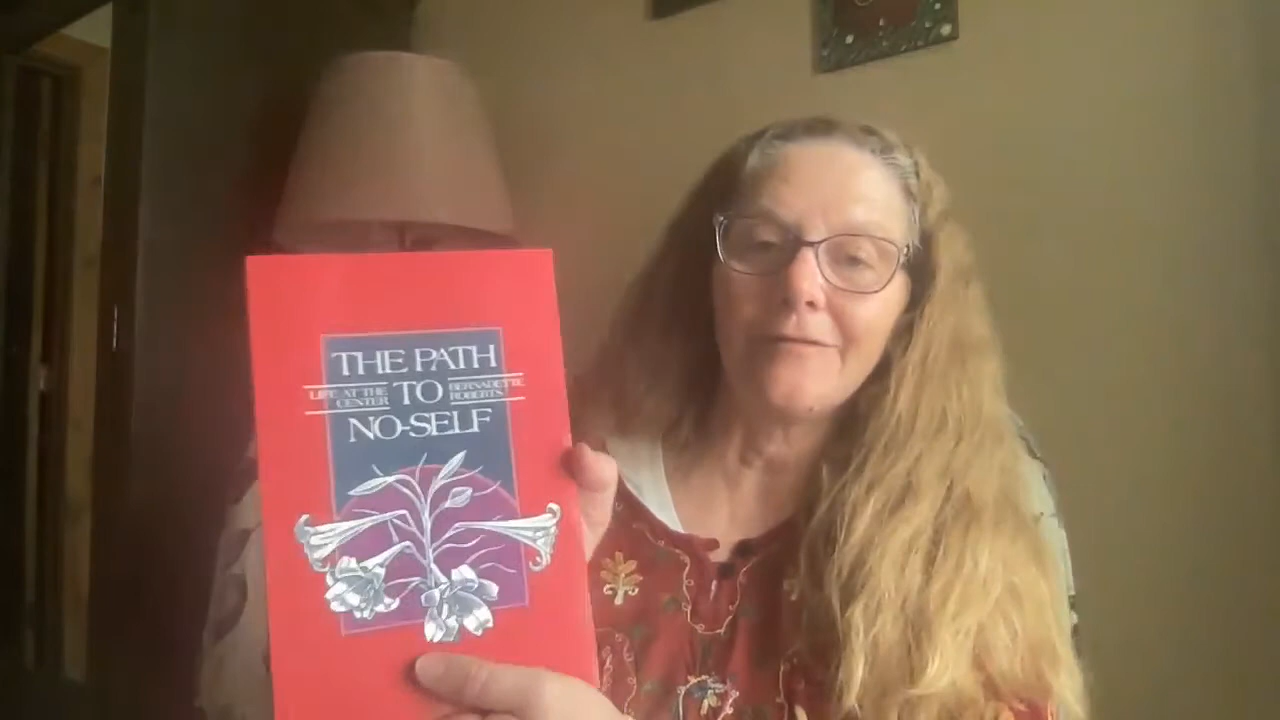 THE PATH
LIFE AT THE
CENTER
TO
BERNADETTE
ROBERTS
NO-SELF